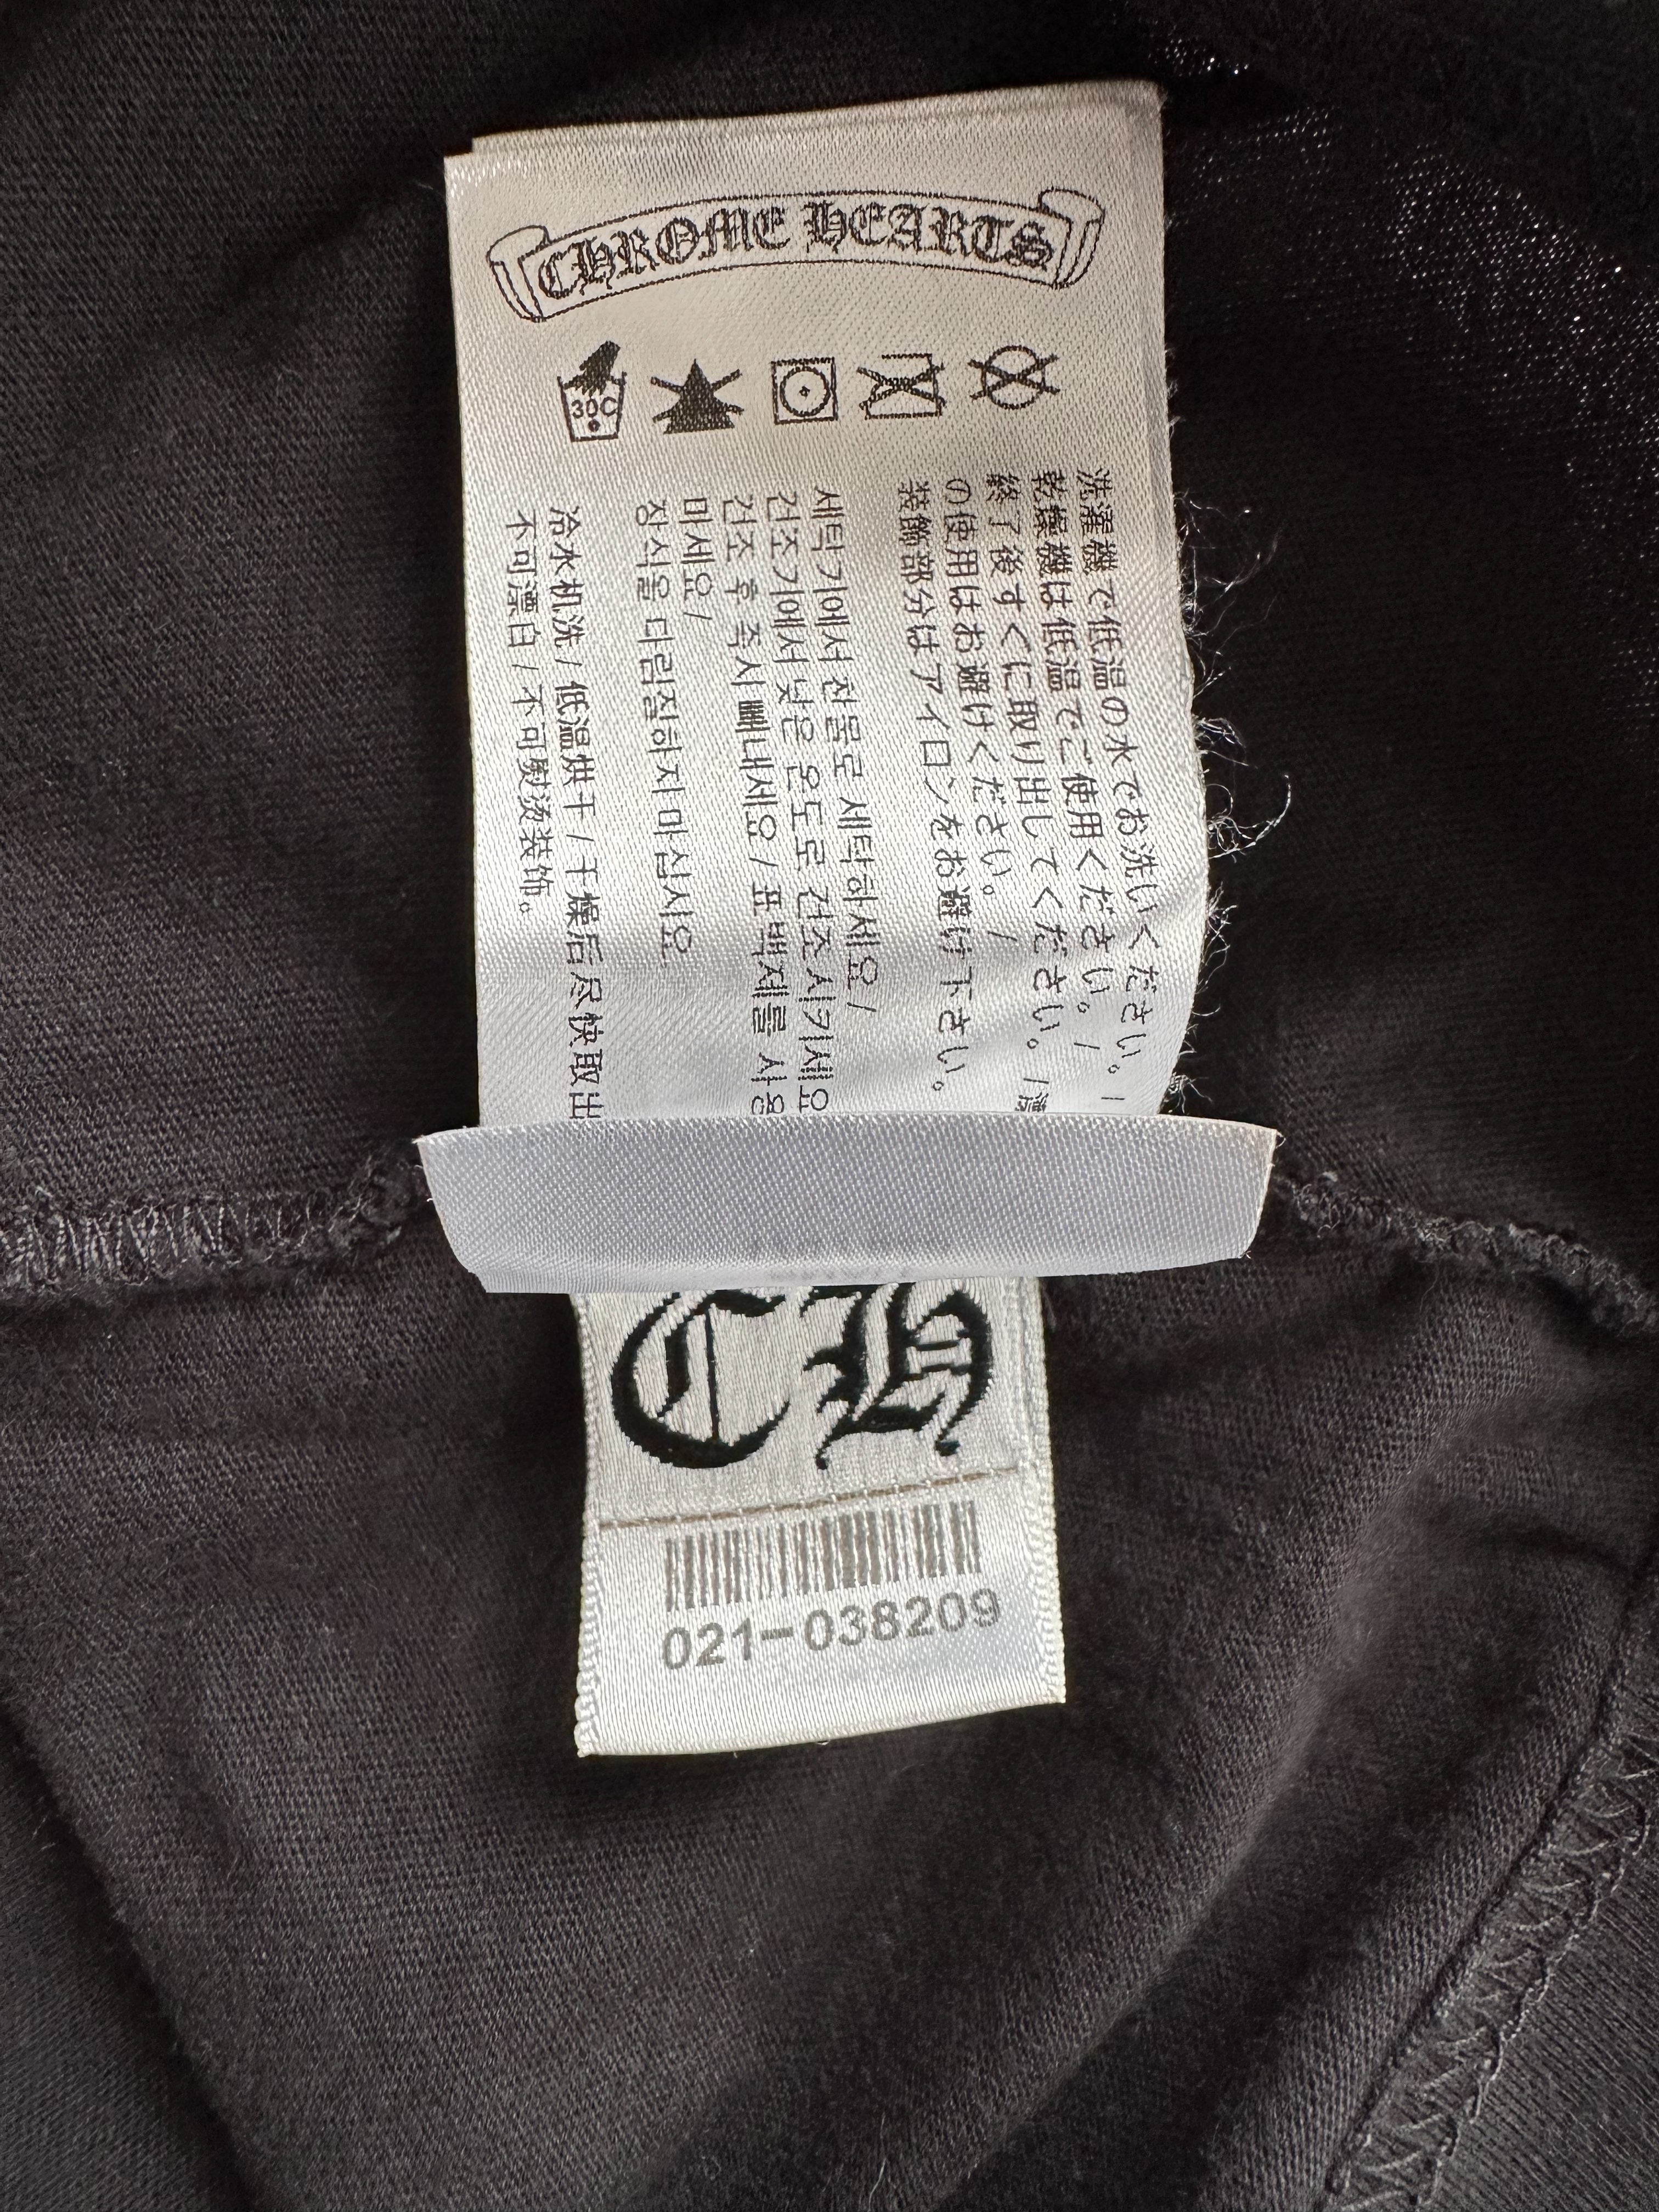 CHROME HEARTS
30C
洗濯機で低温の水でお洗いください。/
乾燥機は低温でご使用ください。/
終了後すぐに取り出してください。/漂
の使用はお避けください。/
装飾部分はアイロンをお避け下さい。
세탁기에서 찬물로 세탁하세요/
건조기에서 낮은 온도로 건조시키세요
건조 후 즉시 빼내세요/ 표백제를 사용
마세요/
장식을 다림질하지 마십시요.
冷水机洗/低温烘干/干燥后尽快取出
不可漂白/不可熨烫装饰。
CH
021-038209